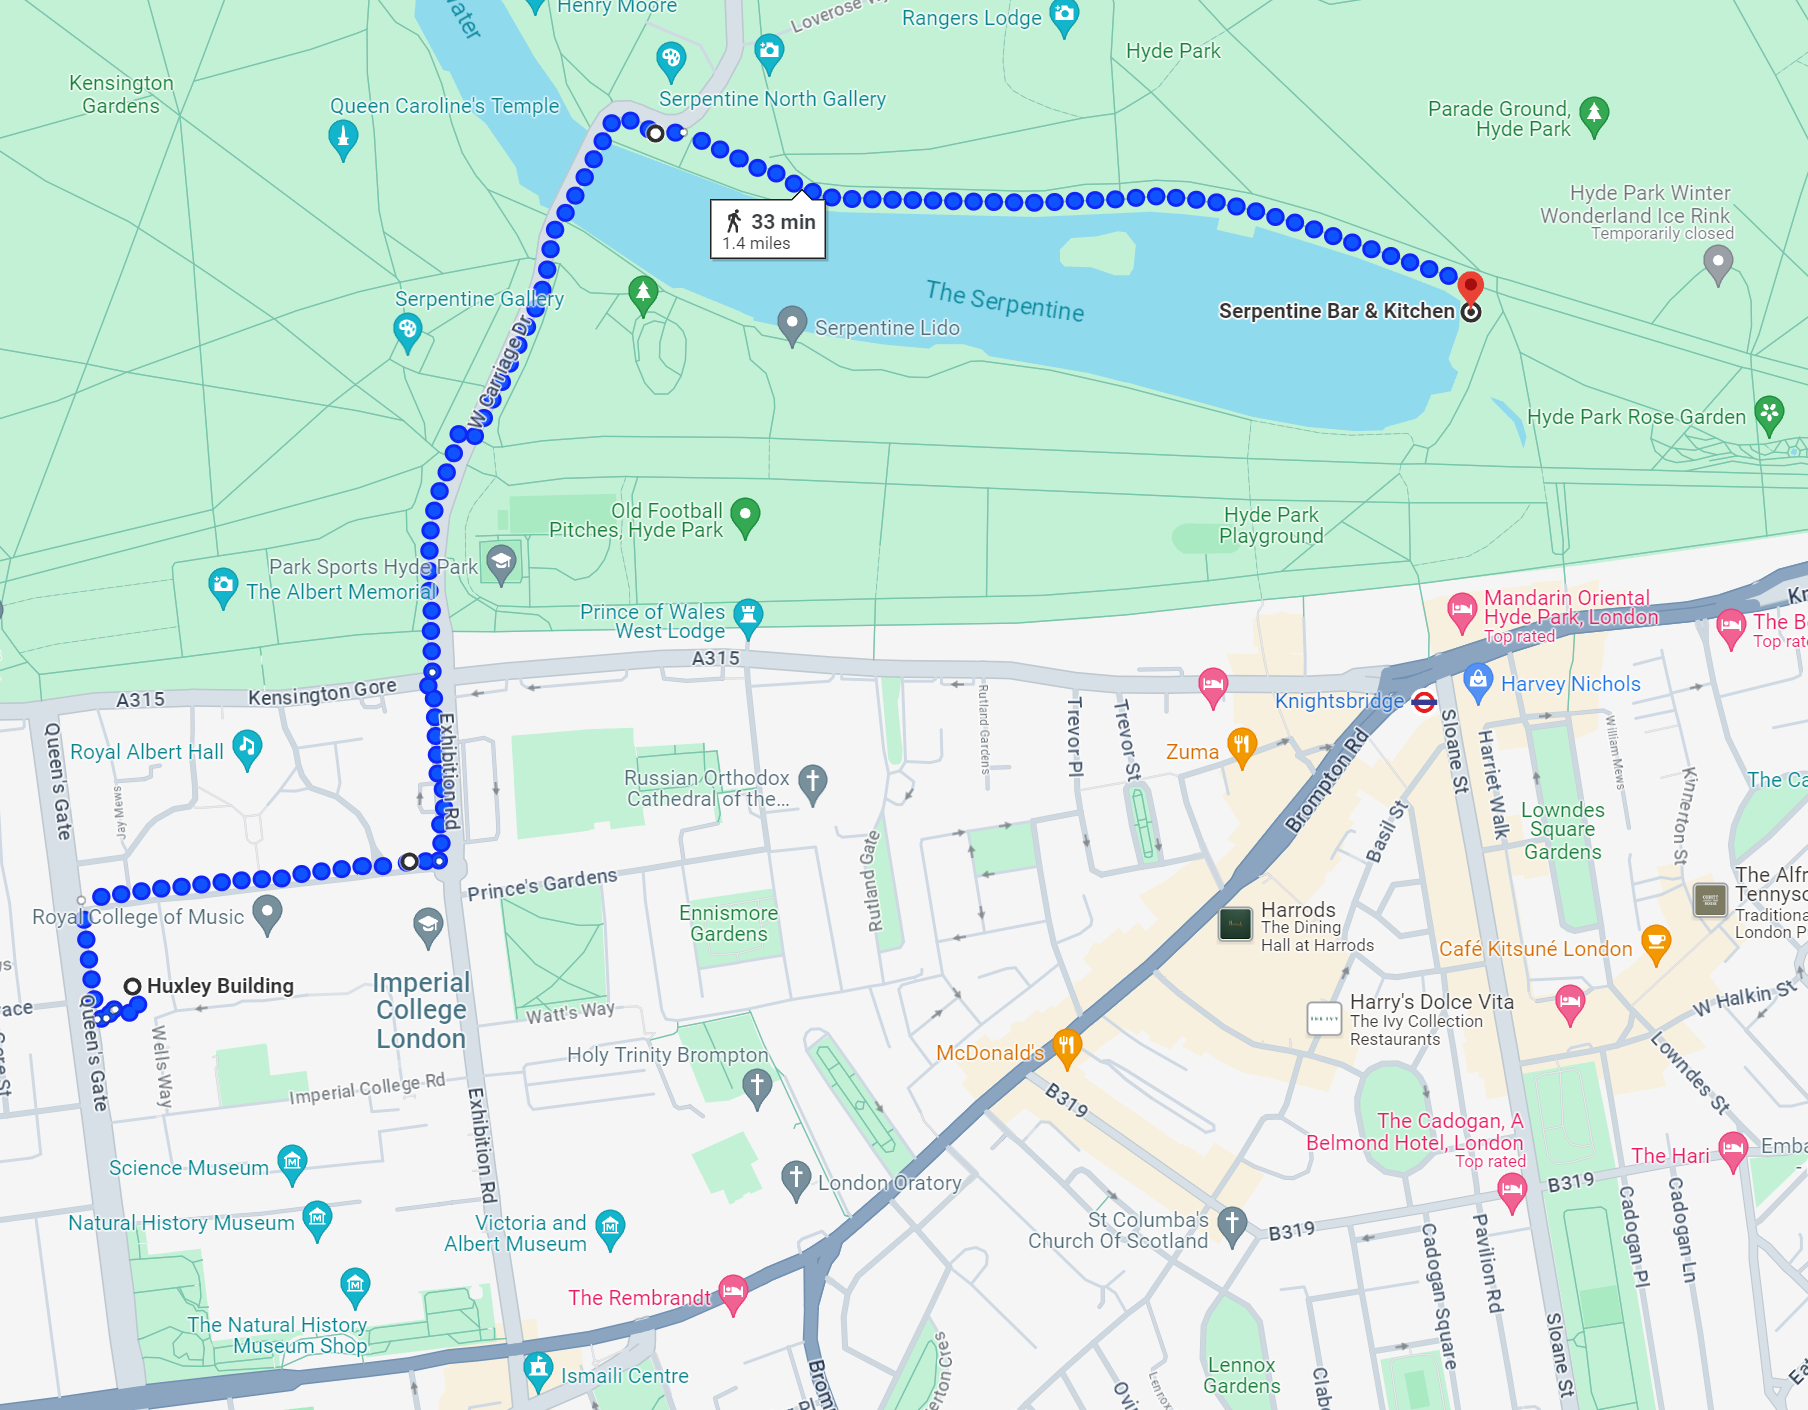 Henry Moore
Water
Loverose Wy
Rangers Lodge
Hyde Park
Kensington
Gardens
Queen Caroline's Temple
Serpentine North Gallery
Parade Ground,
Hyde Park
33 min
1.4 miles
Hyde Park Winter
Wonderland Ice Rink
Temporarily closed
Serpentine Gallery
W Carriage Dr
Serpentine Lido
The Serpentine
Serpentine Bar & Kitchen
Hyde Park Rose Garden
Old Football
Pitches, Hyde Park
Hyde Park
Playground
Park Sports Hyde Park
The Albert Memorial
Prince of Wales
West Lodge
A315
Mandarin Oriental
Hyde Park, London
Top rated
Kn
The Be
Top rate
A315
Kensington Gore
Knightsbridge
Harvey Nichols
Queen's Gate
Royal Albert Hall
Jay Mews
Exhibition Rd
Russian Orthodox
Cathedral of the...
Rutland Gardens
Trevor Pl
Trevor St
Zuma
Brompton Rd
Basil St
Sloane St
Harriet Walk
William Mews
Kinnerton St
The Ca
Lowndes
Square
Gardens
Royal College of Music
Prince's Gardens
Ennismore
Gardens
Rutland Gate
Harrods
The Dining
Hall at Harrods
The Alfr
Tennyso
Traditiona
London P
Café Kitsuné London
Huxley Building
Queen's Gate
Wells Way
Imperial
College
London
Watt's Way
Harry's Dolce Vita
The Ivy Collection
Restaurants
W Halkin St
Lowndes St
Holy Trinity Brompton
McDonald's
B319
Imperial College Rd
Exhibition Rd
The Cadogan, A
Belmond Hotel, London
Top rated
The Hari
Emba
Science Museum
London Oratory
B319
Natural History Museum
Victoria and
Albert Museum
St Columba's
Church Of Scotland
B319
Cadogan Square
Pavilion Rd
Cadogan Pl
Cadogan Ln
The Rembrandt
The Natural History
Museum Shop
Ismaili Centre
Brom
erton Cres
Lennox
Gardens
Lennox
Ovi
Clab
Sloane St
Ea